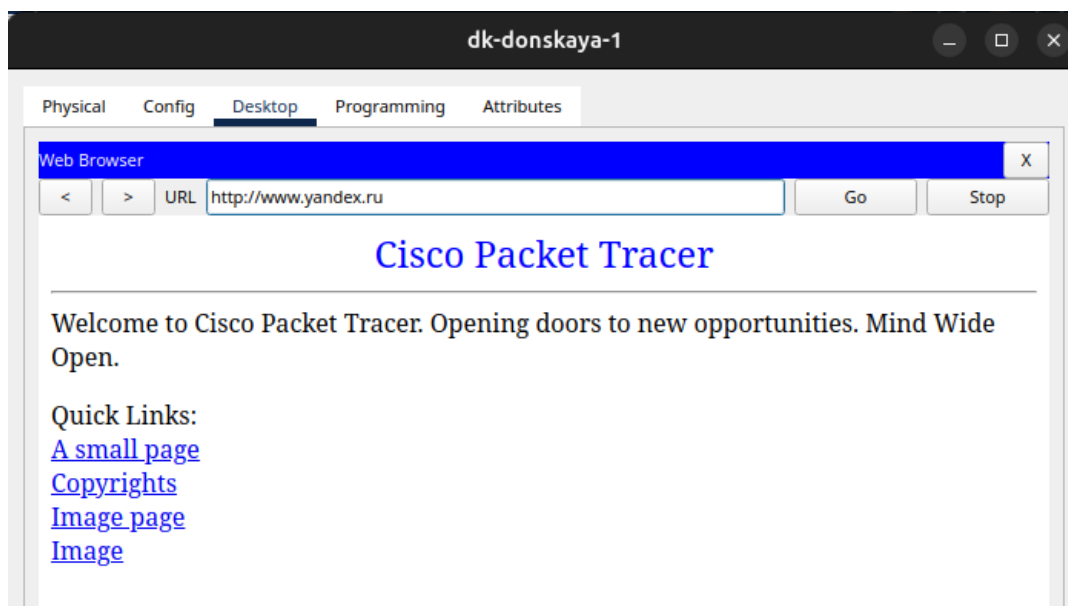 dk-donskaya-1
Physical Config Desktop Programming Attributes
Web Browser X
< > URL http://www.yandex.ru Go Stop
Cisco Packet Tracer
Welcome to Cisco Packet Tracer. Opening doors to new opportunities. Mind Wide
Open.
Quick Links:
A small page
Copyrights
Image page
Image